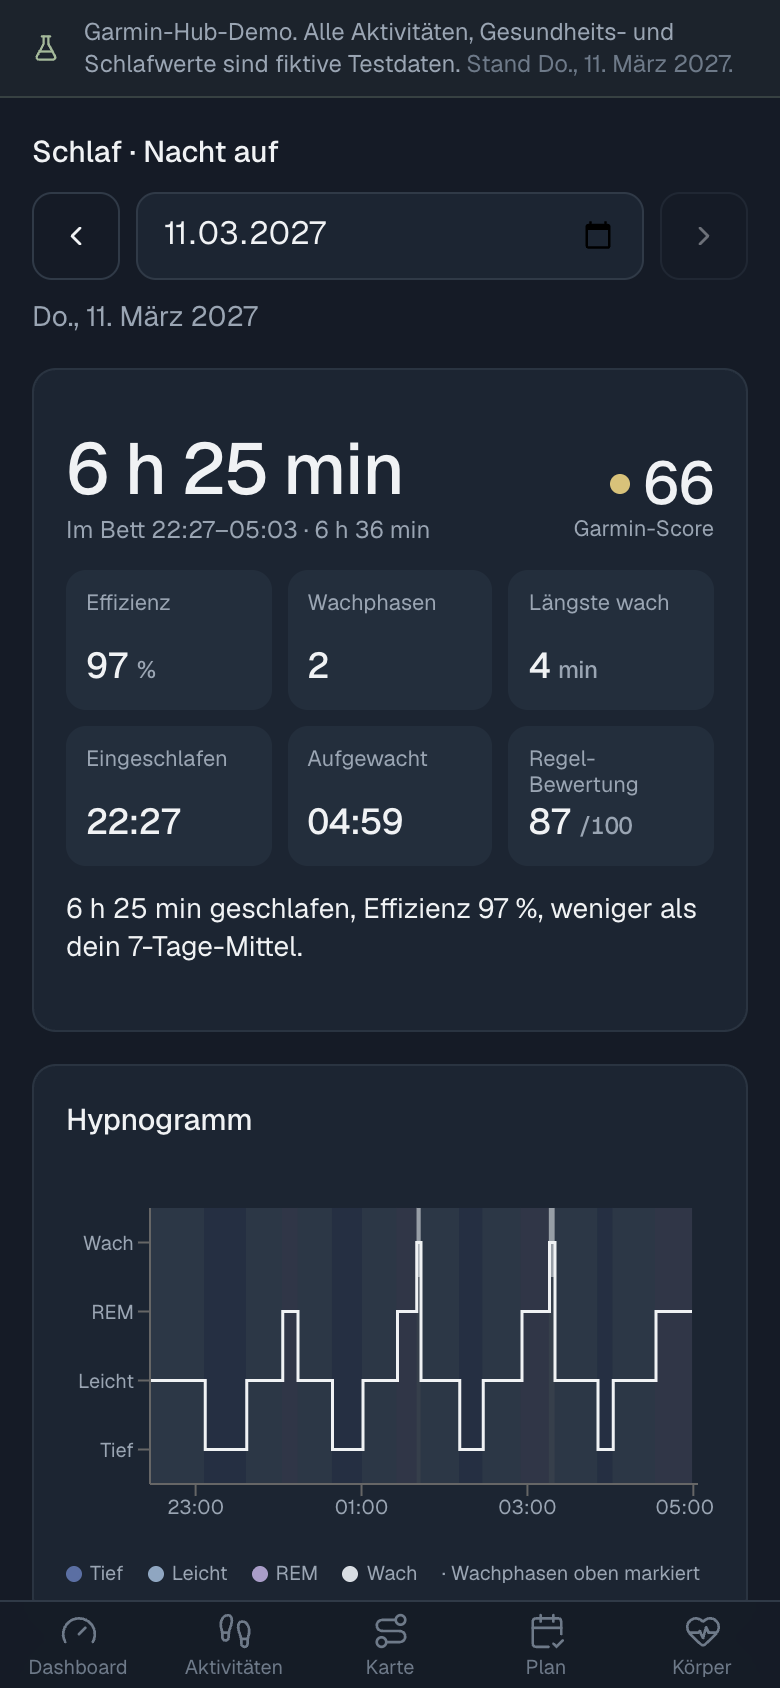 Garmin-Hub-Demo. Alle Aktivitäten, Gesundheits- und
Schlafwerte sind fiktive Testdaten. Stand Do., 11. März 2027.
Schlaf · Nacht auf
11.03.2027
Do., 11. März 2027
6 h 25 min
66
Im Bett 22:27–05:03 · 6 h 36 min
Garmin-Score
Effizienz
97 %
Wachphasen
2
Längste wach
4 min
Eingeschlafen
22:27
Aufgewacht
04:59
Regel-
Bewertung
87 /100
6 h 25 min geschlafen, Effizienz 97 %, weniger als
dein 7-Tage-Mittel.
Hypnogramm
Wach
REM
Leicht
Tief
23:00 01:00 03:00 05:00
Tief Leicht REM Wach · Wachphasen oben markiert
Dashboard Aktivitäten Karte Plan Körper